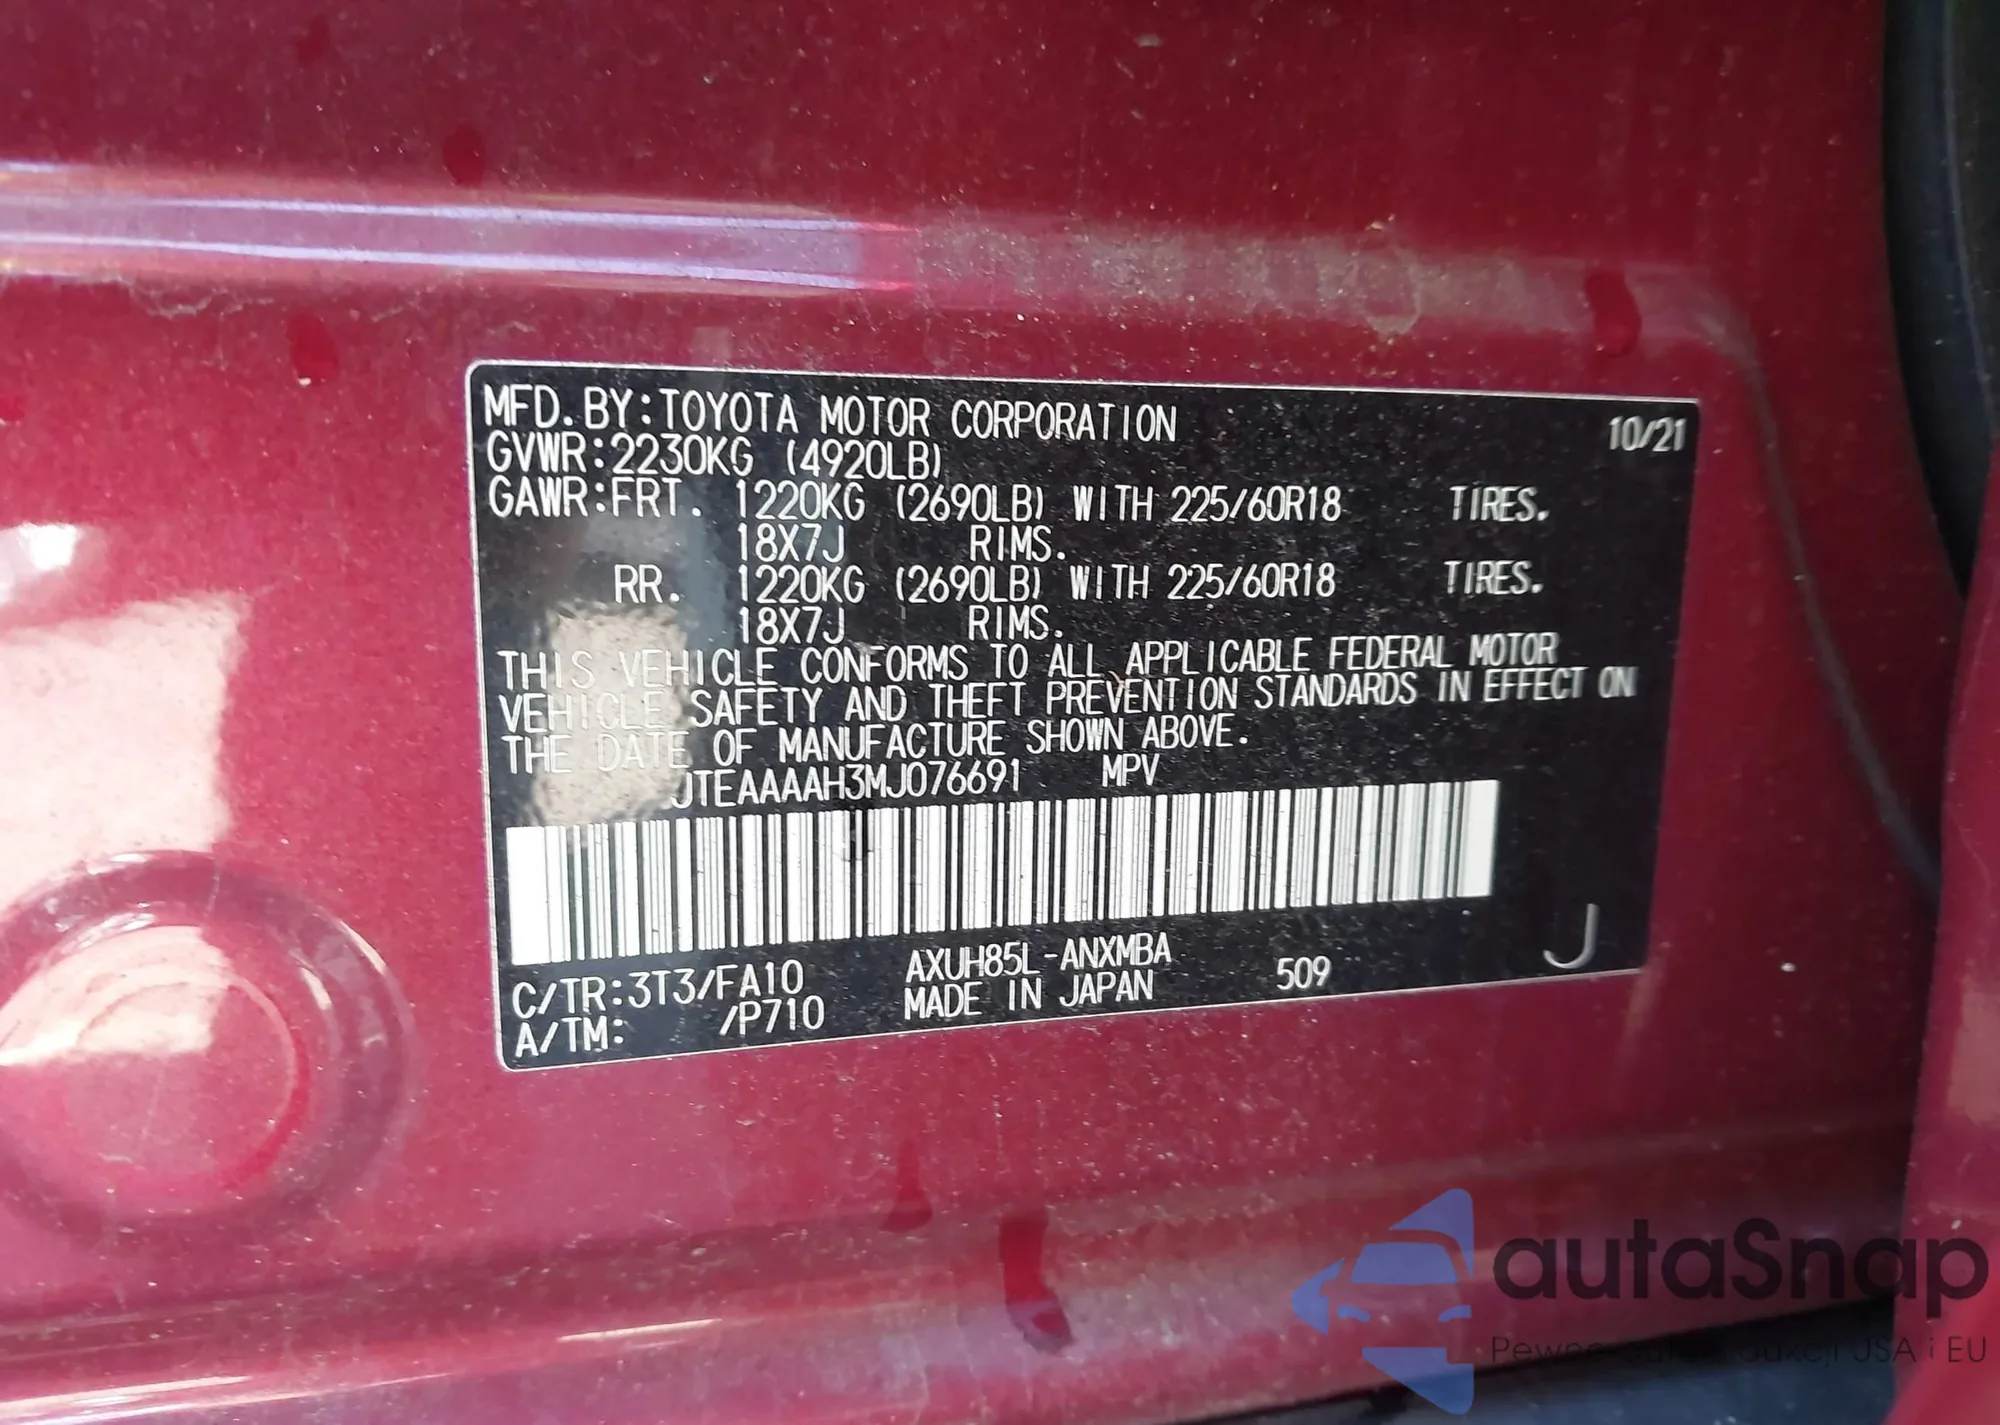 MFD.BY:TOYOTA MOTOR CORPORATION 10/21
GVWR:2230KG (4920LB)
GAWR:FRT. 1220KG (2690LB) WITH 225/60R18 TIRES.
18X7J RIMS.
RR. 1220KG (2690LB) WITH 225/60R18 TIRES.
18X7J RIMS.
THIS VEHICLE CONFORMS TO ALL APPLICABLE FEDERAL MOTOR
VEHICLE SAFETY AND THEFT PREVENTION STANDARDS IN EFFECT ON
THE DATE OF MANUFACTURE SHOWN ABOVE.
JTEAAAAH3MJ076691 MPV
C/TR:3T3/FA10 AXUH85L-ANXMBA 509 J
A/TM: /P710 MADE IN JAPAN
autaSnap
USA i EU